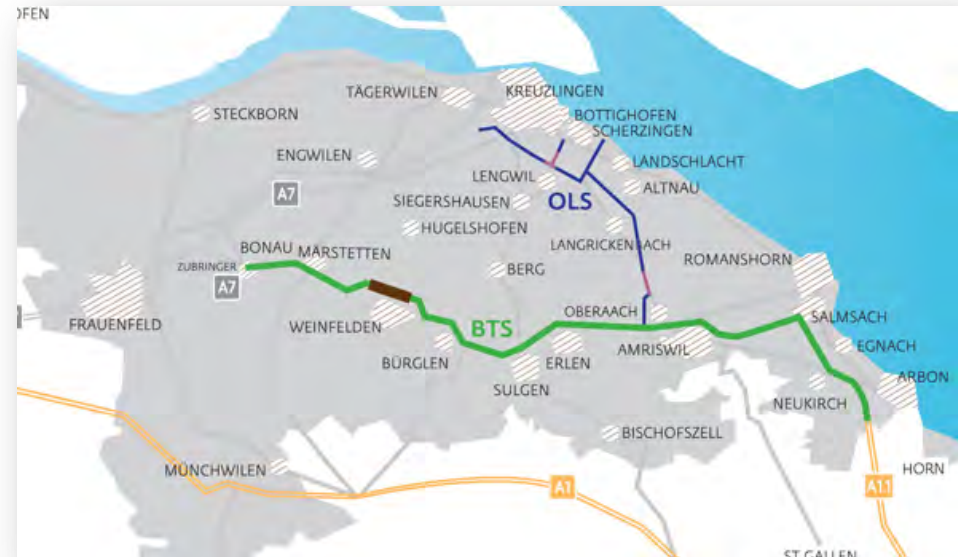 OFEN
TÄGERWILEN
KREUZLINGEN
STECKBORN
BOTTIGHOFEN
SCHERZINGEN
ENGWILEN
LANDSCHLACHT
LENGWIL
ALTNAU
A7
SIEGERSHAUSEN
OLS
HUGELSHOFEN
LANGRICKENBACH
BONAU
MÄRSTETTEN
ROMANSHORN
ZUBRINGER
BERG
A7
OBERAACH
SALMSACH
FRAUENFELD
WEINFELDEN
BTS
EGNACH
BÜRGLEN
ERLEN
AMRISWIL
ARBON
SULGEN
NEUKIRCH
BISCHOFSZELL
MÜNCHWILEN
HORN
A1
A11
ST.GALLEN